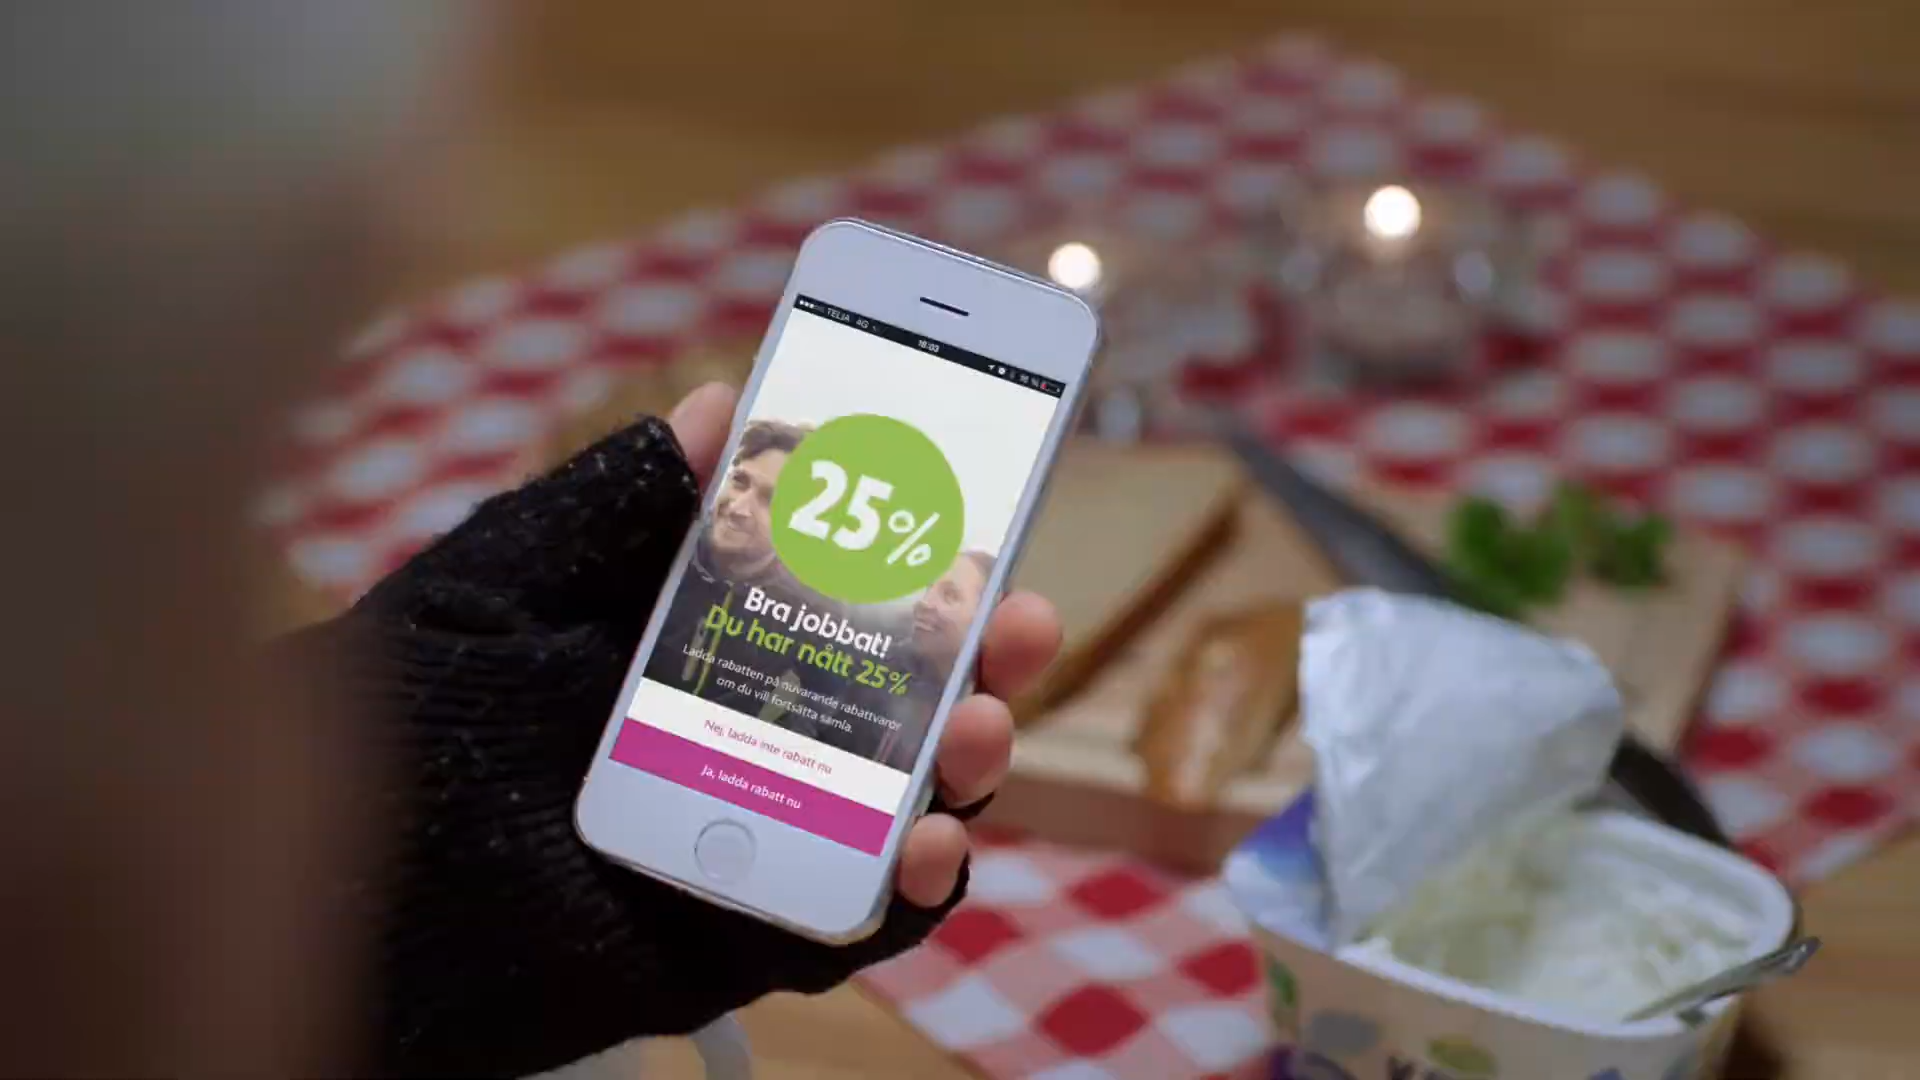 TELIA 4G
18:03
25%
Bra jobbat!
Du har nått 25%
Ladda rabatten på nuvarande rabattvaror
om du vill fortsätta samla.
Nej, ladda inte rabatt nu
Ja, ladda rabatt nu